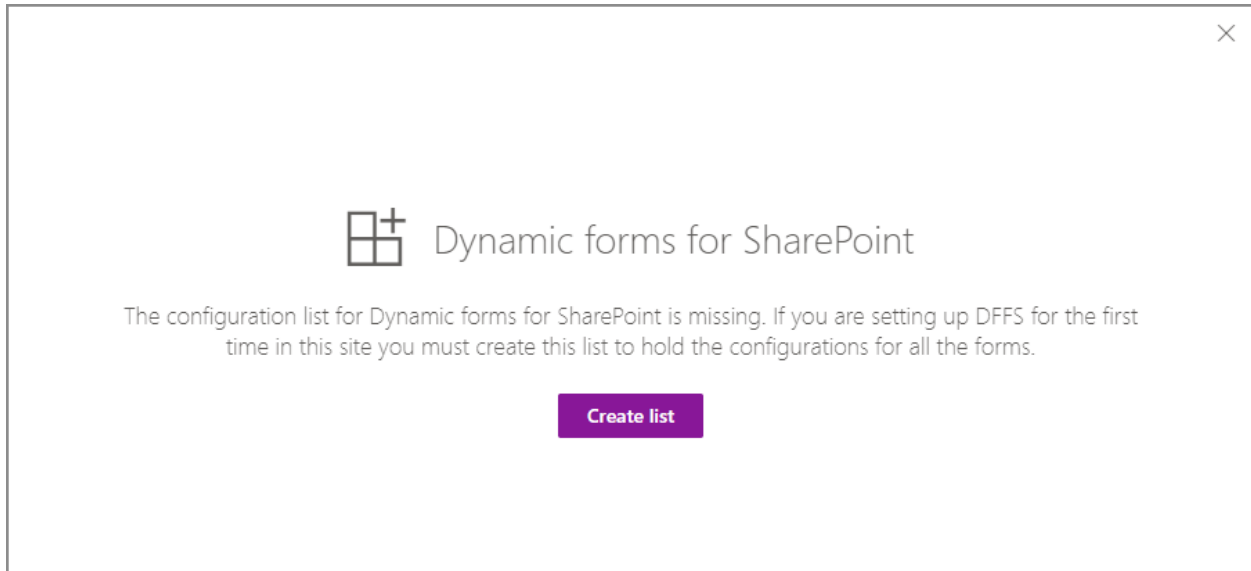 Dynamic forms for SharePoint
The configuration list for Dynamic forms for SharePoint is missing. If you are setting up DFFS for the first
time in this site you must create this list to hold the configurations for all the forms.
Create list